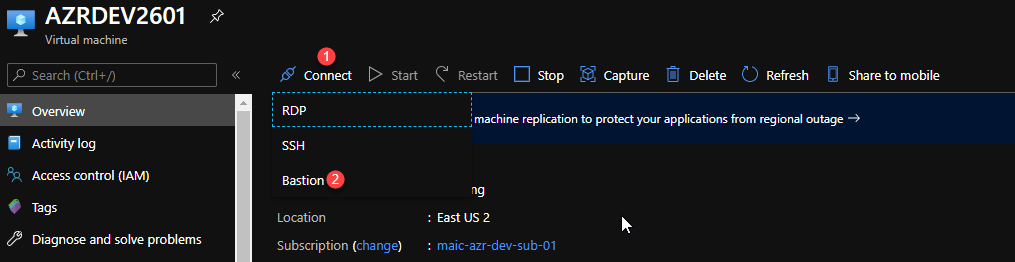 AZRDEV2601
Virtual machine
1
Search (Ctrl+/)
«
Connect
Start
Restart
Stop
Capture
Delete
Refresh
Share to mobile
Overview
Activity log
Access control (IAM)
Tags
Diagnose and solve problems
RDP
SSH
Bastion 2
machine replication to protect your applications from regional outage →
ng
Location : East US 2
Subscription (change) : maic-azr-dev-sub-01